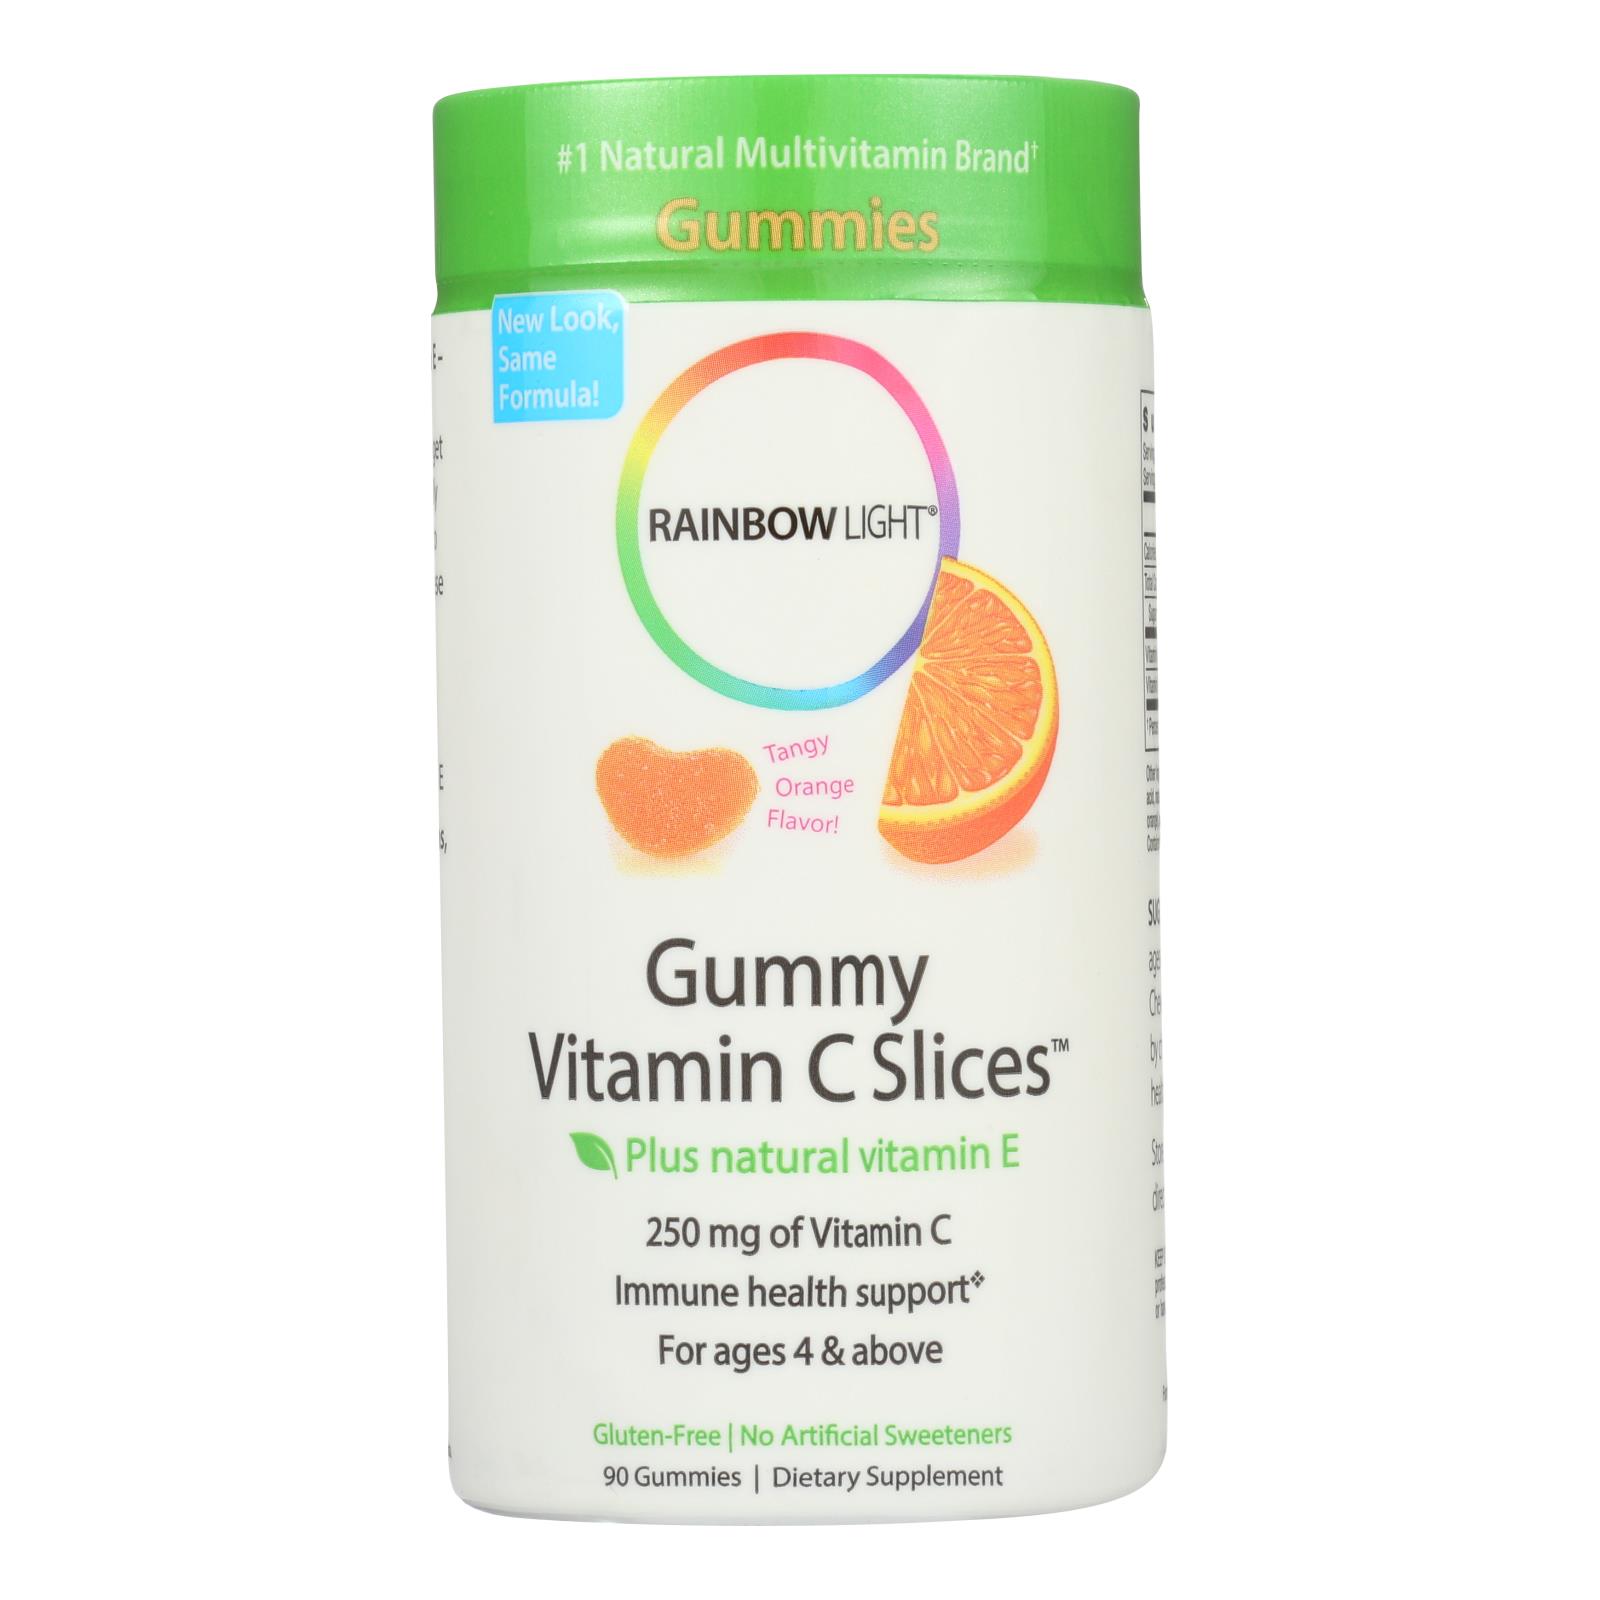 #1 Natural Multivitamin Brand†
Gummies
New Look,
Same
Formula!
RAINBOW LIGHT®
Tangy
Orange
Flavor!
Gummy
Vitamin C Slices™
Plus natural vitamin E
250 mg of Vitamin C
Immune health support❖
For ages 4 & above
Gluten-Free | No Artificial Sweeteners
90 Gummies | Dietary Supplement